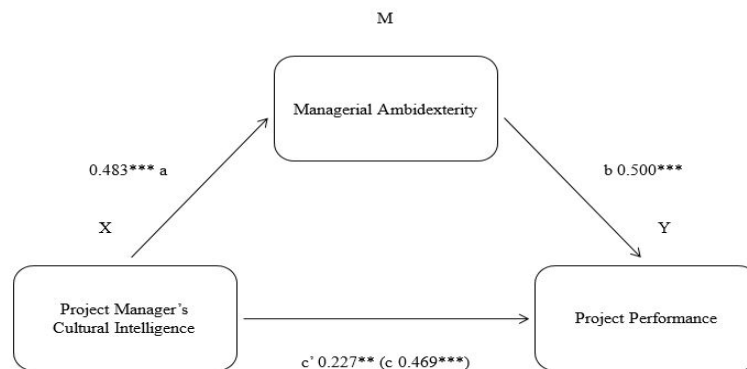 M
Managerial Ambidexterity
0.483*** a
b 0.500***
X
Y
Project Manager’s
Cultural Intelligence
Project Performance
c’ 0.227** (c 0.469***)